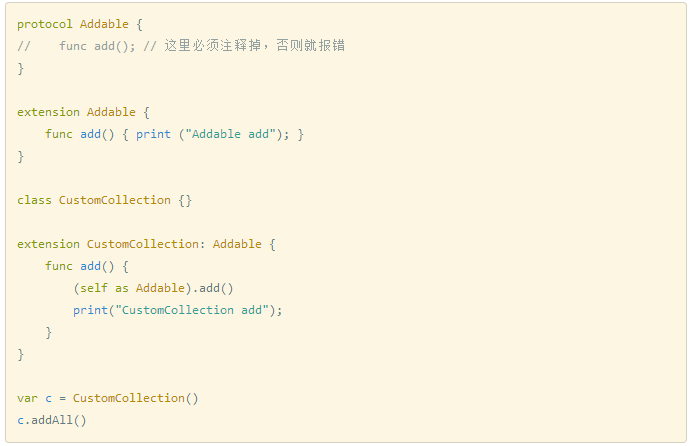 protocol Addable {
//    func add(); // 这里必须注释掉，否则就报错
}
extension Addable {
    func add() { print ("Addable add"); }
}
class CustomCollection {}
extension CustomCollection: Addable {
    func add() {
        (self as Addable).add()
        print("CustomCollection add");
    }
}
var c = CustomCollection()
c.addAll()